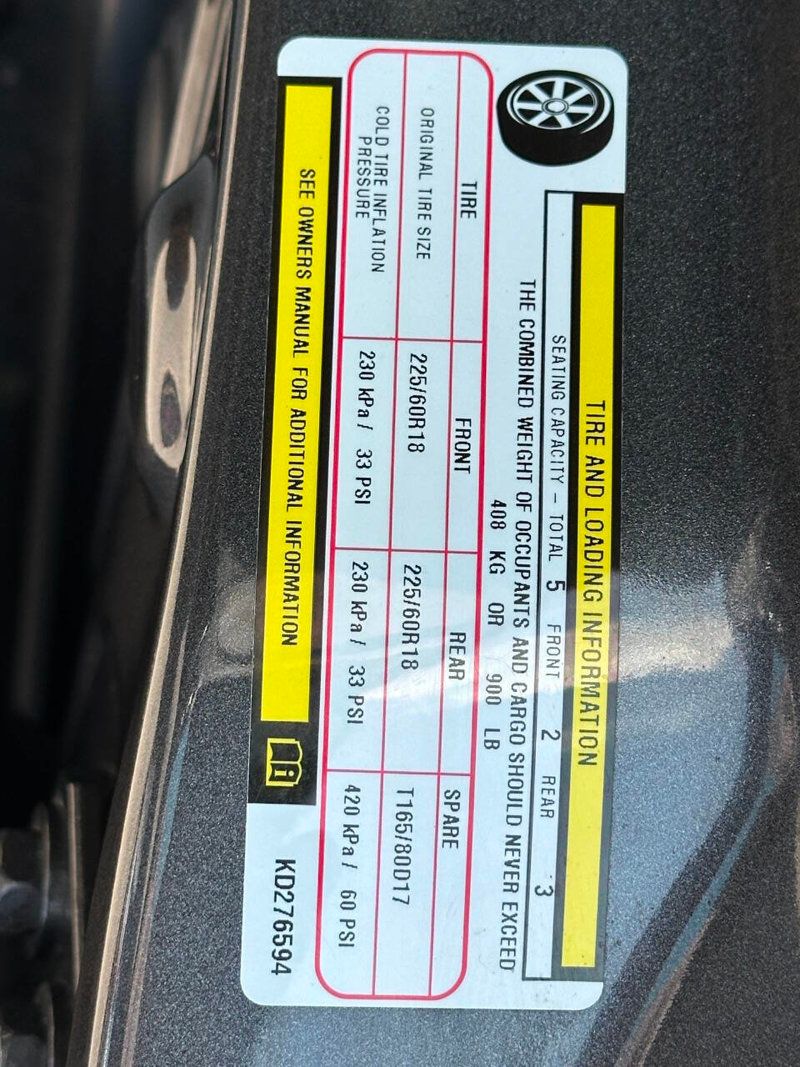 TIRE AND LOADING INFORMATION
SEATING CAPACITY – TOTAL 5 FRONT 2 REAR 3
THE COMBINED WEIGHT OF OCCUPANTS AND CARGO SHOULD NEVER EXCEED
408 KG OR 900 LB
TIRE FRONT REAR SPARE
ORIGINAL TIRE SIZE 225/60R18 225/60R18 T165/80D17
COLD TIRE INFLATION
PRESSURE 230 kPa / 33 PSI 230 kPa / 33 PSI 420 kPa / 60 PSI
SEE OWNERS MANUAL FOR ADDITIONAL INFORMATION
KD276594